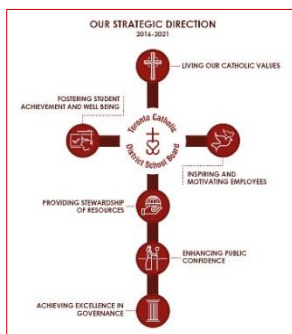 OUR STRATEGIC DIRECTION
2016-2021
LIVING OUR CATHOLIC VALUES
FOSTERING STUDENT
ACHIEVEMENT AND WELL BEING
Toronto Catholic
District School Board
INSPIRING AND
MOTIVATING EMPLOYEES
PROVIDING STEWARDSHIP
OF RESOURCES
ENHANCING PUBLIC
CONFIDENCE
ACHIEVING EXCELLENCE IN
GOVERNANCE